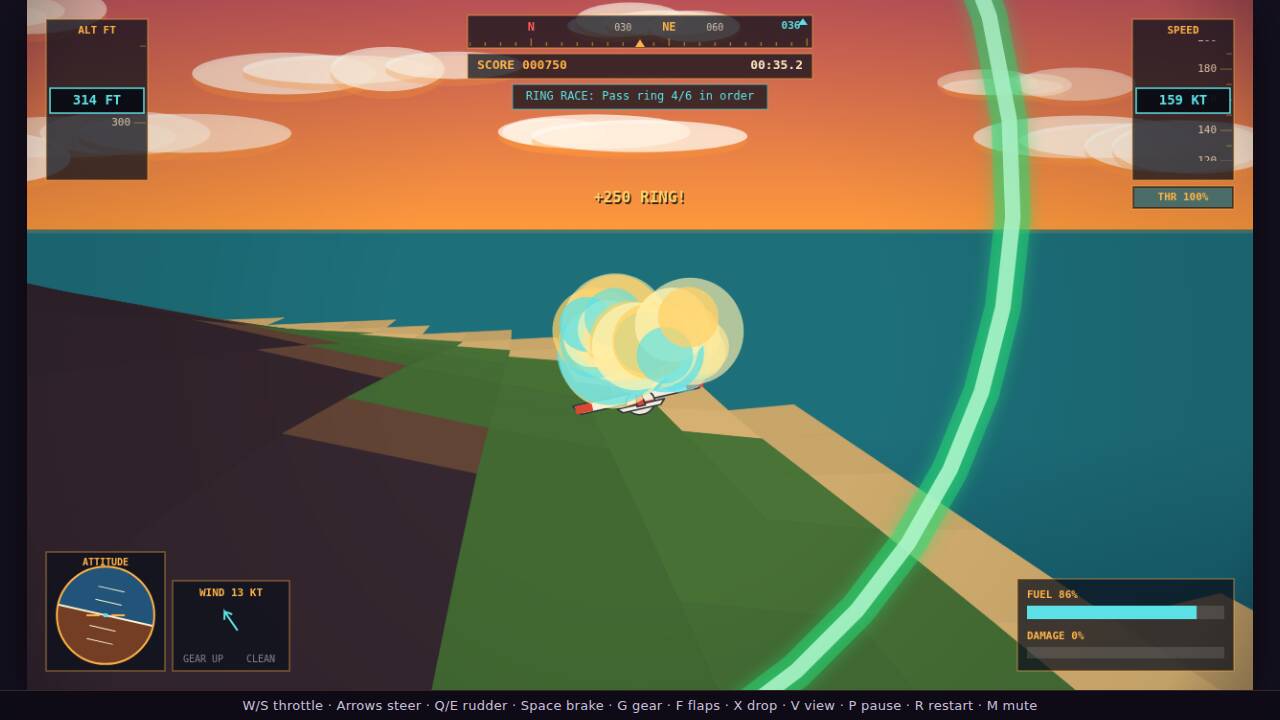 ALT FT
314 FT
300
N 030 NE 060 036
SCORE 000750 00:35.2
RING RACE: Pass ring 4/6 in order
+250 RING!
SPEED
180
159 KT
140
120
THR 100%
ATTITUDE
WIND 13 KT
GEAR UP CLEAN
FUEL 86%
DAMAGE 0%
W/S throttle · Arrows steer · Q/E rudder · Space brake · G gear · F flaps · X drop · V view · P pause · R restart · M mute